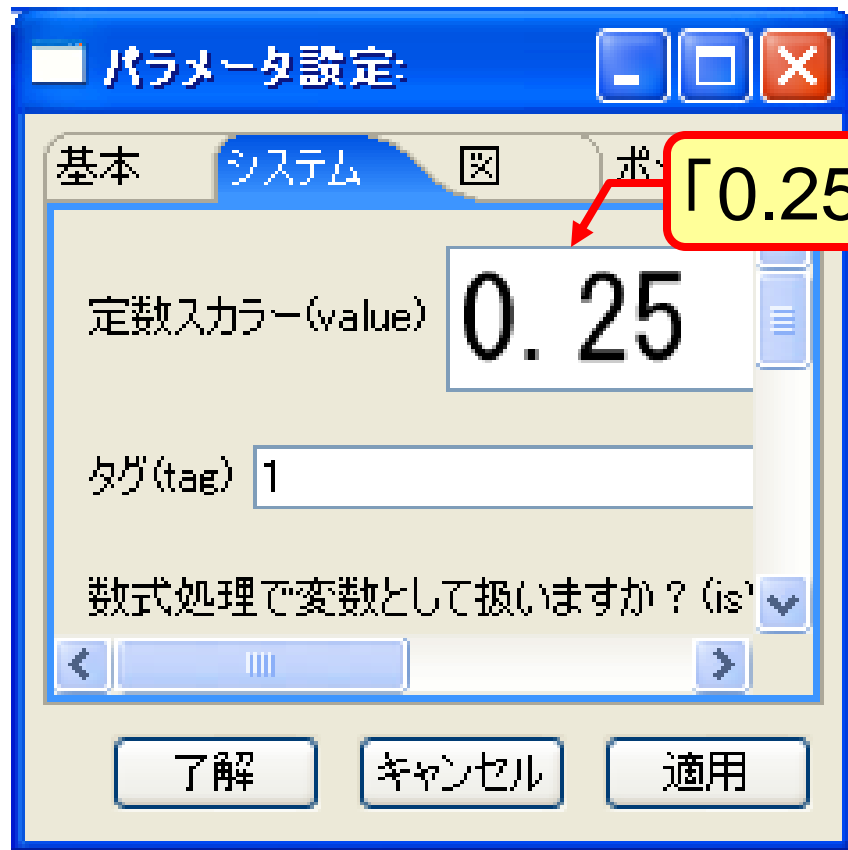 パラメータ設定:
基本 システム 図
「0.25
定数スカラー(value) 0.25
タグ(tag) 1
数式処理で変数として扱いますか？(is
了解 キャンセル 適用